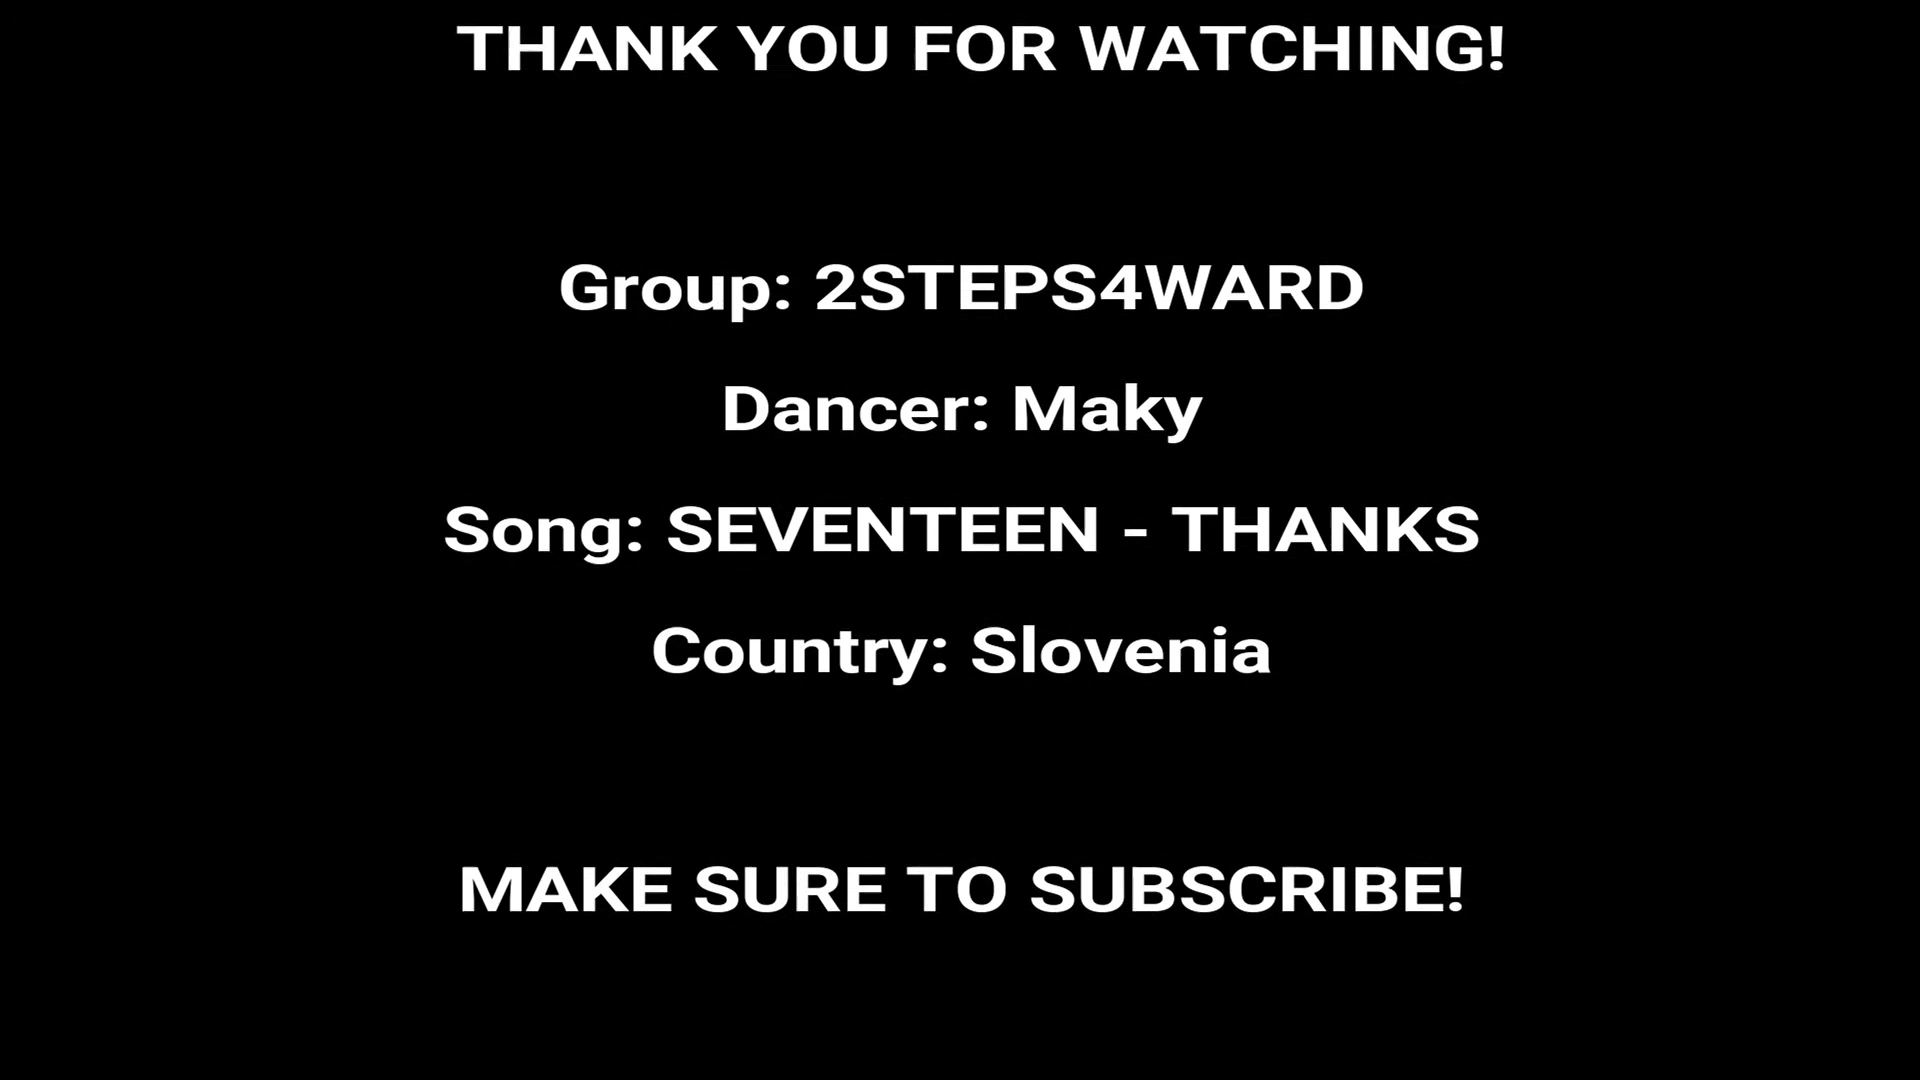 THANK YOU FOR WATCHING!
Group: 2STEPS4WARD
Dancer: Maky
Song: SEVENTEEN - THANKS
Country: Slovenia
MAKE SURE TO SUBSCRIBE!